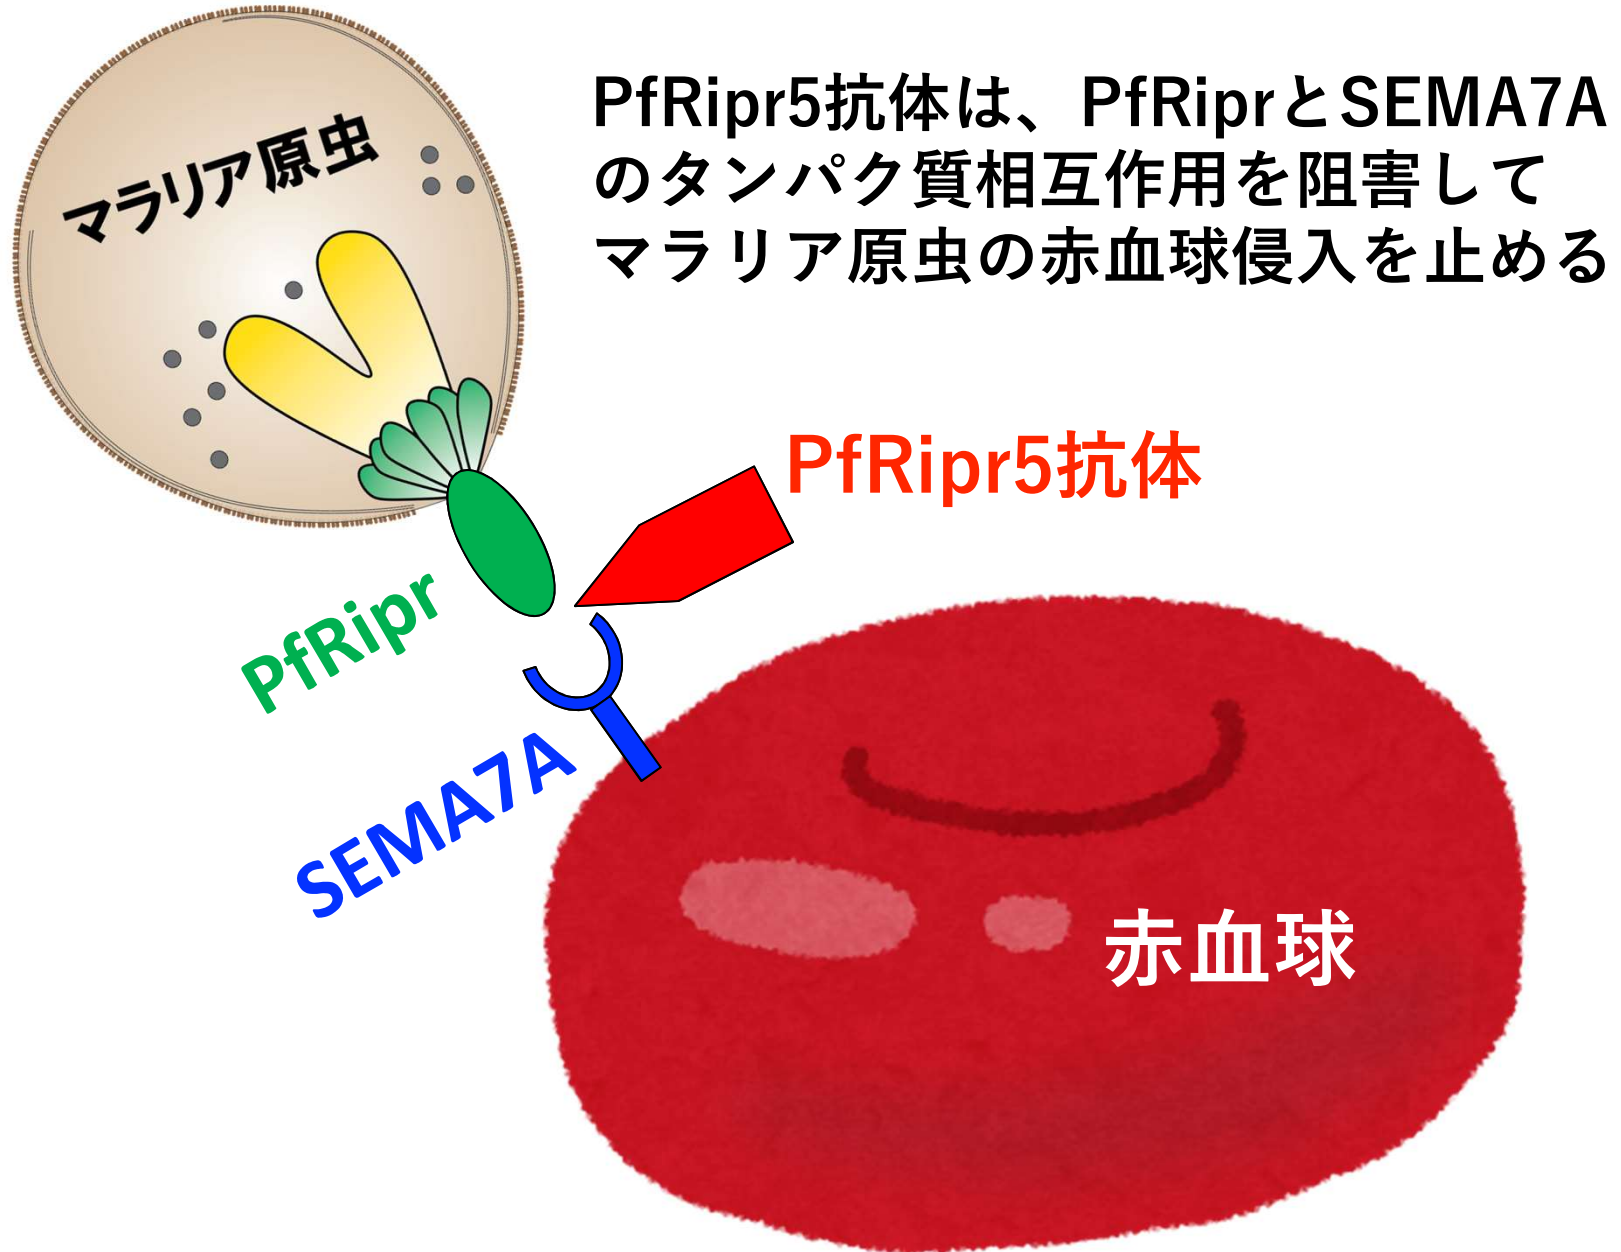 PfRipr5抗体は、PfRiprとSEMA7A
のタンパク質相互作用を阻害して
マラリア原虫の赤血球侵入を止める
マラリア原虫
PfRipr5抗体
PfRipr
SEMA7A
赤血球